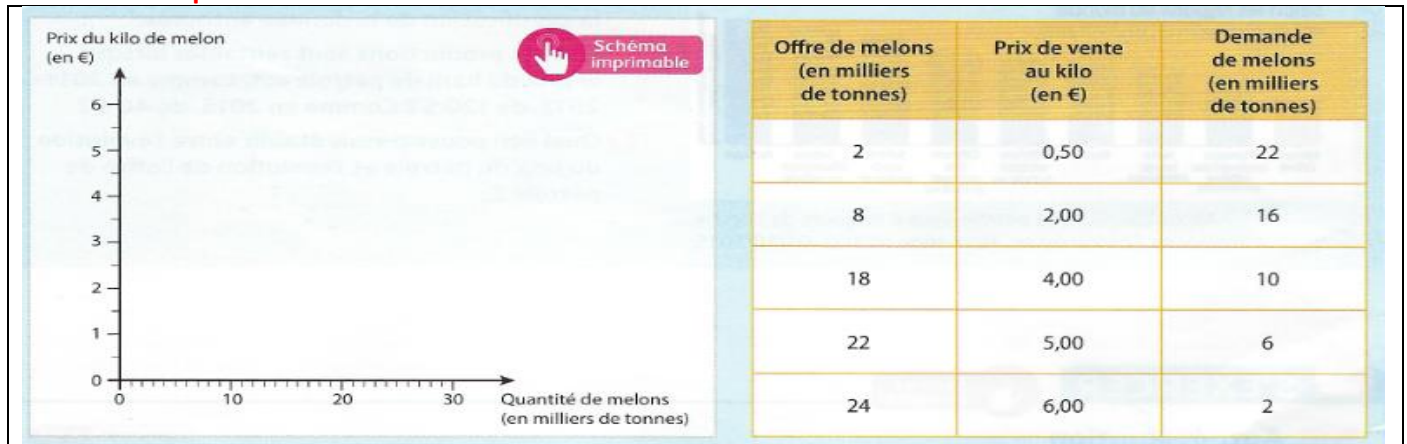 Prix du kilo de melon
(en €)
Schéma
imprimable
6
5
4
3
2
1
0
0 10 20 30
Quantité de melons
(en milliers de tonnes)
Offre de melons
(en milliers
de tonnes)
Prix de vente
au kilo
(en €)
Demande
de melons
(en milliers
de tonnes)
2 0,50 22
8 2,00 16
18 4,00 10
22 5,00 6
24 6,00 2